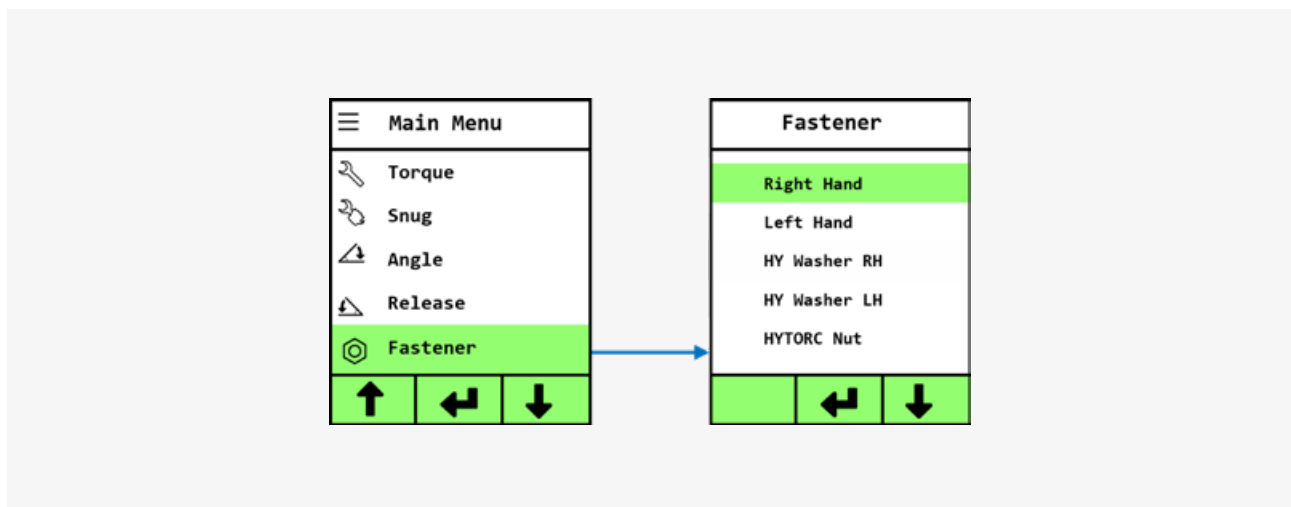 Main Menu
Torque
Snug
Angle
Release
Fastener
Fastener
Right Hand
Left Hand
HY Washer RH
HY Washer LH
HYTORC Nut